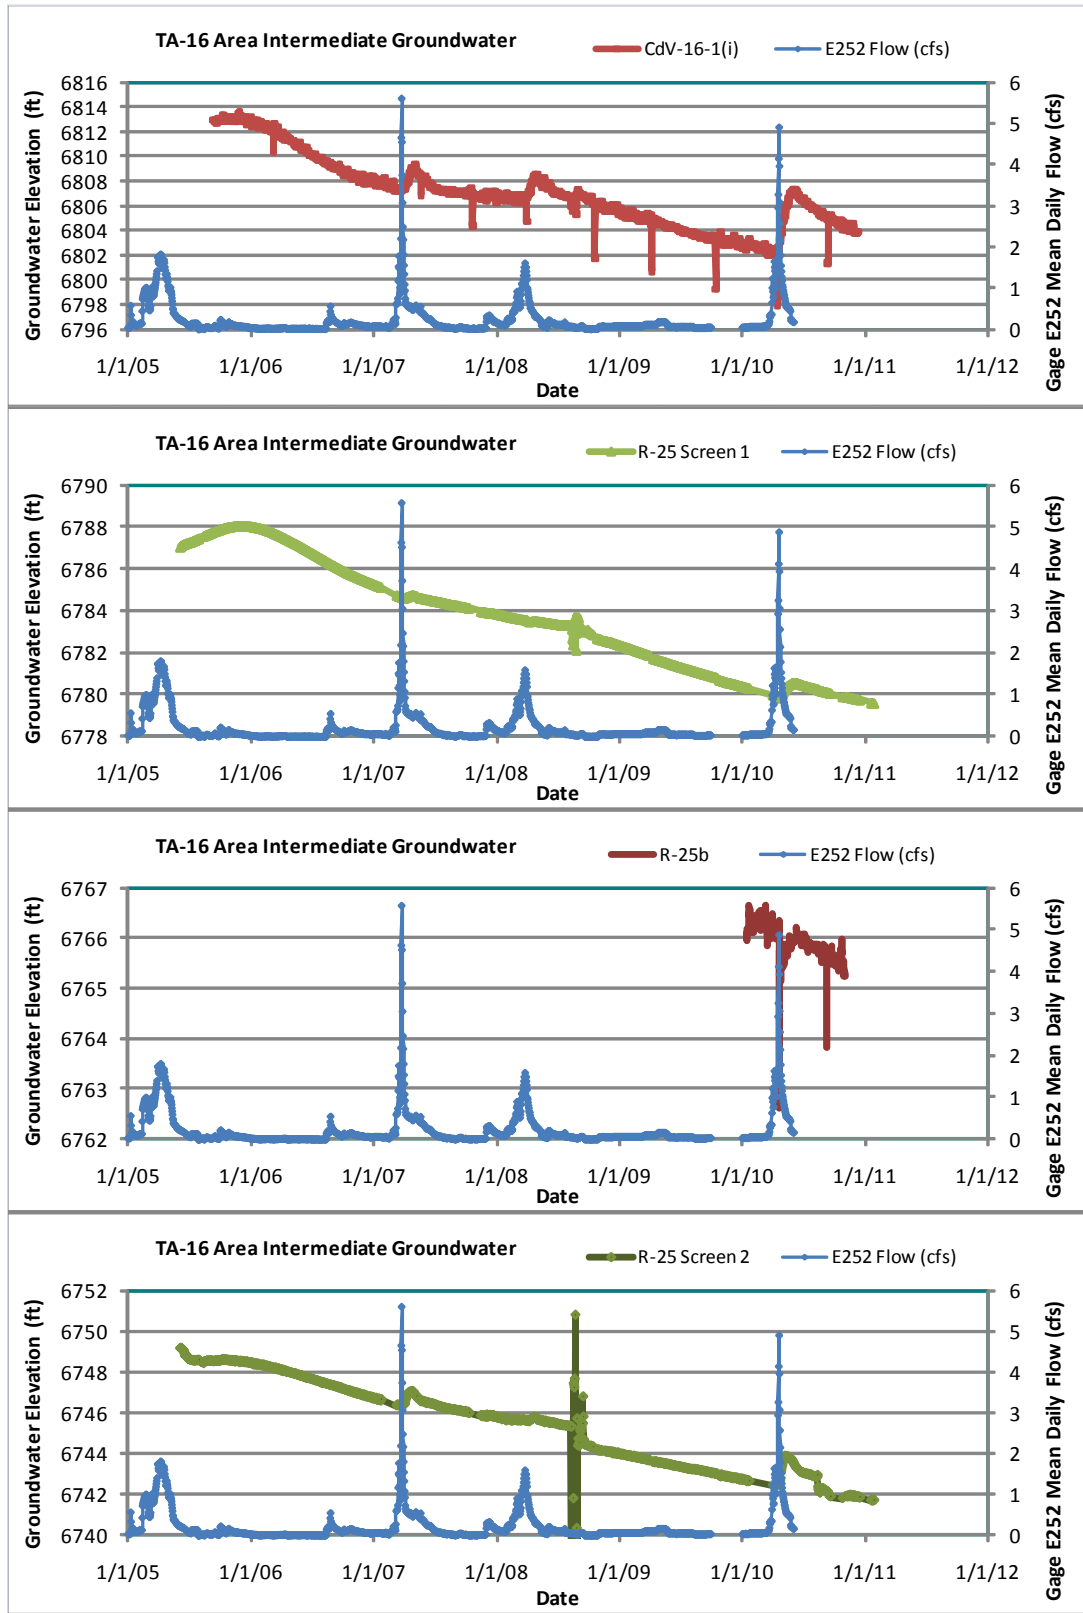 TA-16 Area Intermediate Groundwater
CdV-16-1(i)
E252 Flow (cfs)
Groundwater Elevation (ft)
6816
6814
6812
6810
6808
6806
6804
6802
6800
6798
6796
6
5
4
3
2
1
0
Gage E252 Mean Daily Flow (cfs)
1/1/05 1/1/06 1/1/07 1/1/08 1/1/09 1/1/10 1/1/11 1/1/12
Date
TA-16 Area Intermediate Groundwater
R-25 Screen 1
E252 Flow (cfs)
Groundwater Elevation (ft)
6790
6788
6786
6784
6782
6780
6778
6
5
4
3
2
1
0
Gage E252 Mean Daily Flow (cfs)
1/1/05 1/1/06 1/1/07 1/1/08 1/1/09 1/1/10 1/1/11 1/1/12
Date
TA-16 Area Intermediate Groundwater
R-25b
E252 Flow (cfs)
Groundwater Elevation (ft)
6767
6766
6765
6764
6763
6762
6
5
4
3
2
1
0
Gage E252 Mean Daily Flow (cfs)
1/1/05 1/1/06 1/1/07 1/1/08 1/1/09 1/1/10 1/1/11 1/1/12
Date
TA-16 Area Intermediate Groundwater
R-25 Screen 2
E252 Flow (cfs)
Groundwater Elevation (ft)
6752
6750
6748
6746
6744
6742
6740
6
5
4
3
2
1
0
Gage E252 Mean Daily Flow (cfs)
1/1/05 1/1/06 1/1/07 1/1/08 1/1/09 1/1/10 1/1/11 1/1/12
Date